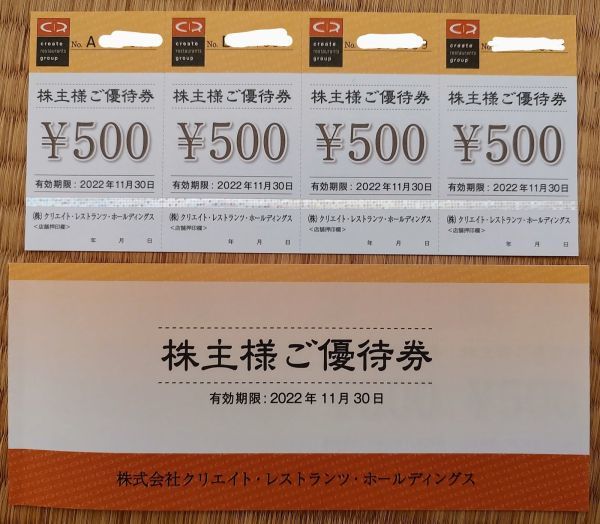 CR CR CR CR
create restaurants group create restaurants group create restaurants group create restaurants group
No. A No. No. No.
株主様ご優待券 株主様ご優待券 株主様ご優待券 株主様ご優待券
¥500 ¥500 ¥500 ¥500
有効期限:2022年11月30日 有効期限:2022年11月30日 有効期限:2022年11月30日 有効期限:2022年11月30日
㈱クリエイト・レストランツ・ホールディングス ㈱クリエイト・レストランツ・ホールディングス ㈱クリエイト・レストランツ・ホールディングス ㈱クリエイト・レストランツ・ホールディングス
<店舗押印欄> <店舗押印欄> <店舗押印欄> <店舗押印欄>
年 月 日 年 月 日 年 月 日 年 月 日
株主様ご優待券
有効期限:2022年11月30日
株式会社クリエイト・レストランツ・ホールディングス